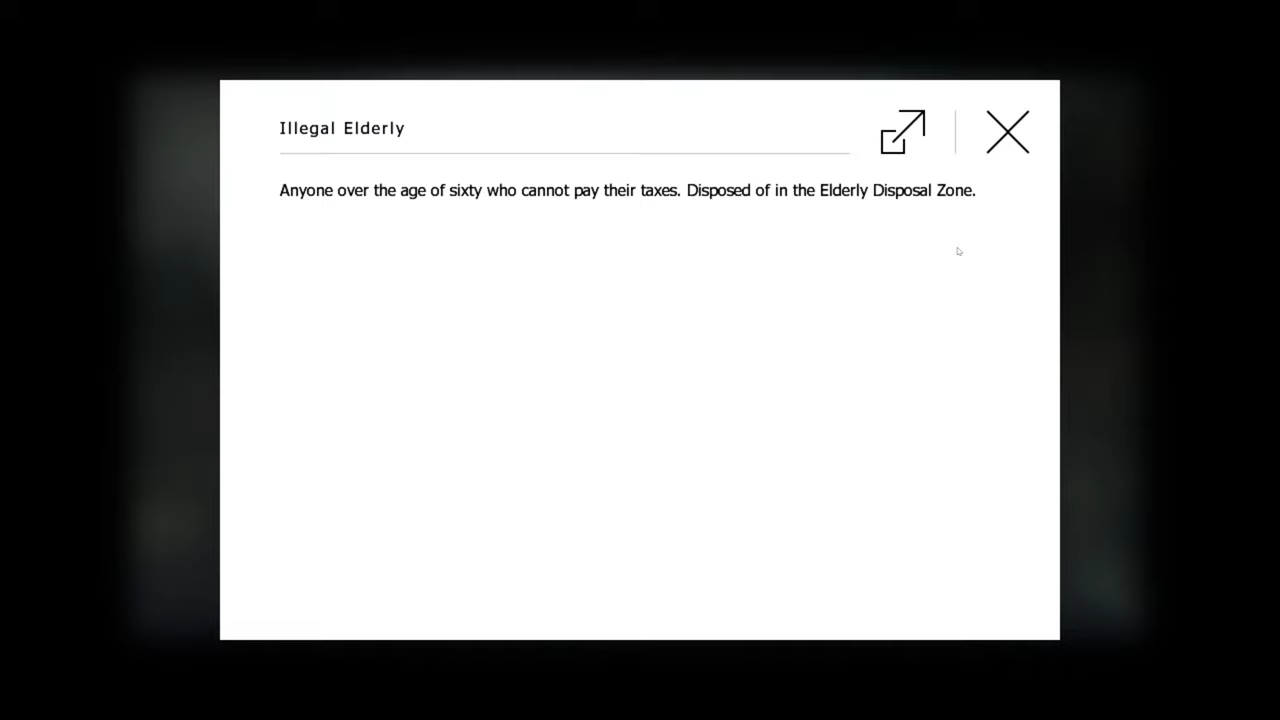 Illegal Elderly
Anyone over the age of sixty who cannot pay their taxes. Disposed of in the Elderly Disposal Zone.